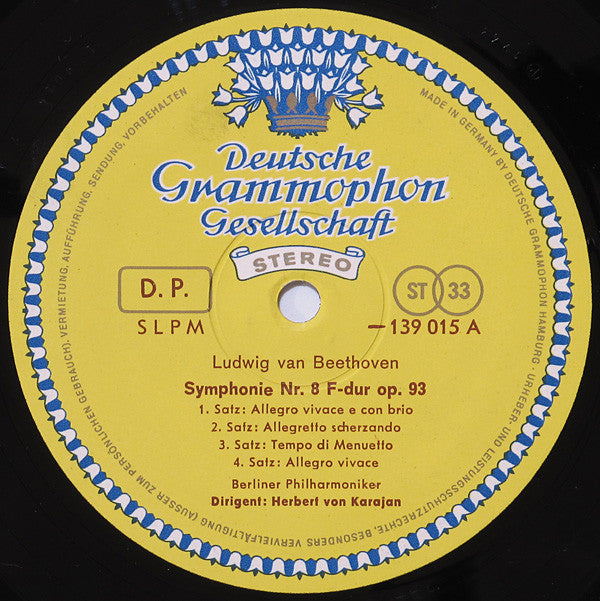 Deutsche
Grammophon
Gesellschaft
STEREO
D. P.
ST 33
SLPM
—139 015 A
Ludwig van Beethoven
Symphonie Nr. 8 F-dur op. 93
1. Satz: Allegro vivace e con brio
2. Satz: Allegretto scherzando
3. Satz: Tempo di Menuetto
4. Satz: Allegro vivace
Berliner Philharmoniker
Dirigent: Herbert von Karajan
MADE IN GERMANY BY DEUTSCHE GRAMMOPHON HAMBURG · URHEBER- UND LEISTUNGSSCHUTZRECHTE, BESONDERS VERVIELFÄLTIGUNG (AUSSER ZUM PERSÖNLICHEN GEBRAUCH), VERMIETUNG, AUFFÜHRUNG, SENDUNG, VORBEHALTEN